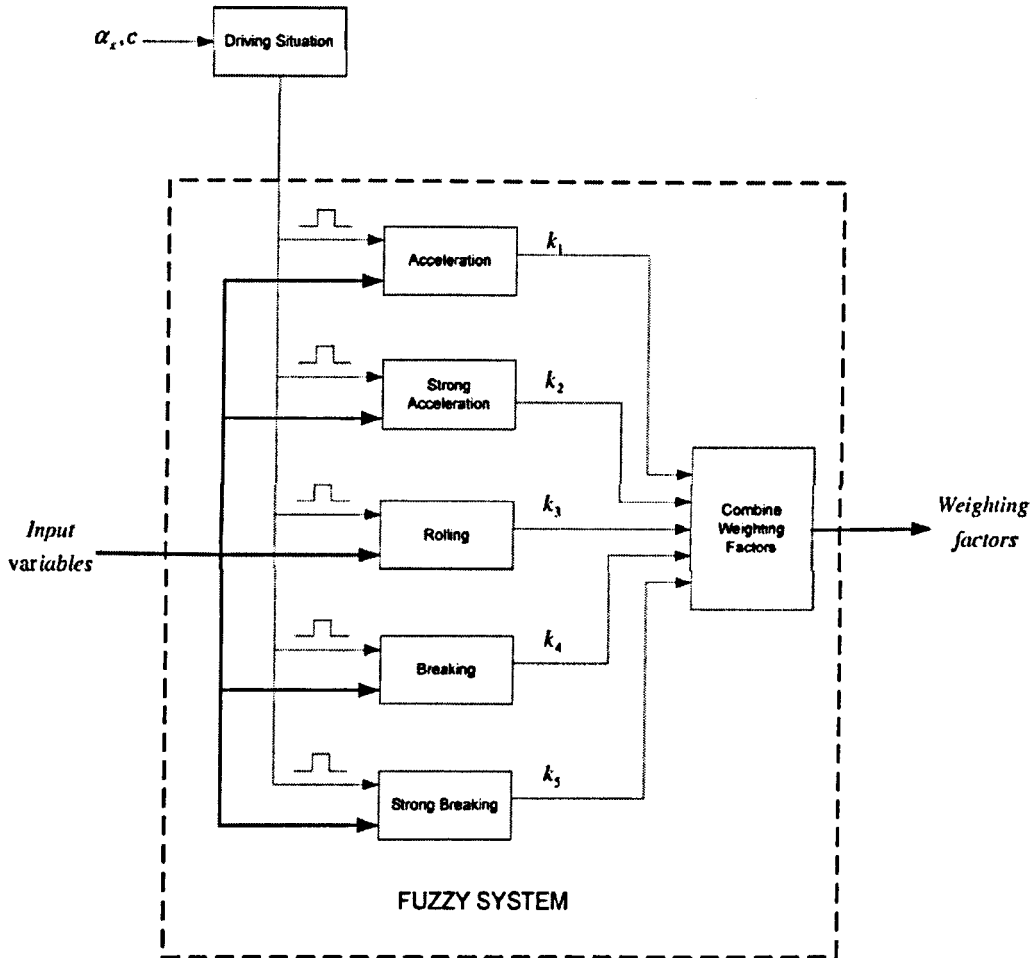 α_x, c
Driving Situation
Acceleration
k_1
Strong
Acceleration
k_2
Rolling
k_3
Input
variables
Combine
Weighting
Factors
Weighting
factors
Breaking
k_4
Strong Breaking
k_5
FUZZY SYSTEM